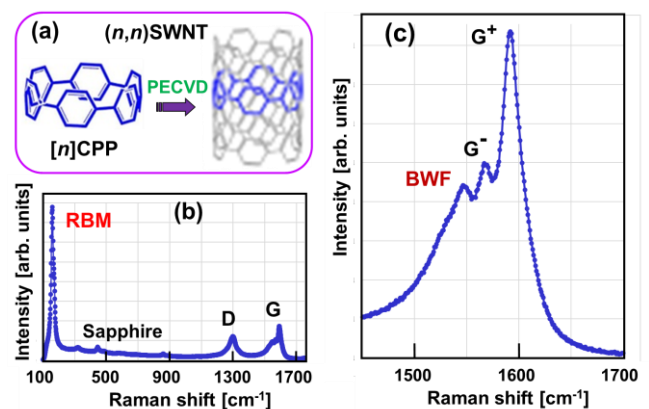 (a)
(n,n)SWNT
PECVD
[n]CPP
(b)
RBM
Sapphire
D
G
Intensity [arb. units]
100 500 900 1300 1700
Raman shift [cm-1]
(c)
G+
G-
BWF
Intensity [arb. units]
1500 1600 1700
Raman shift [cm-1]